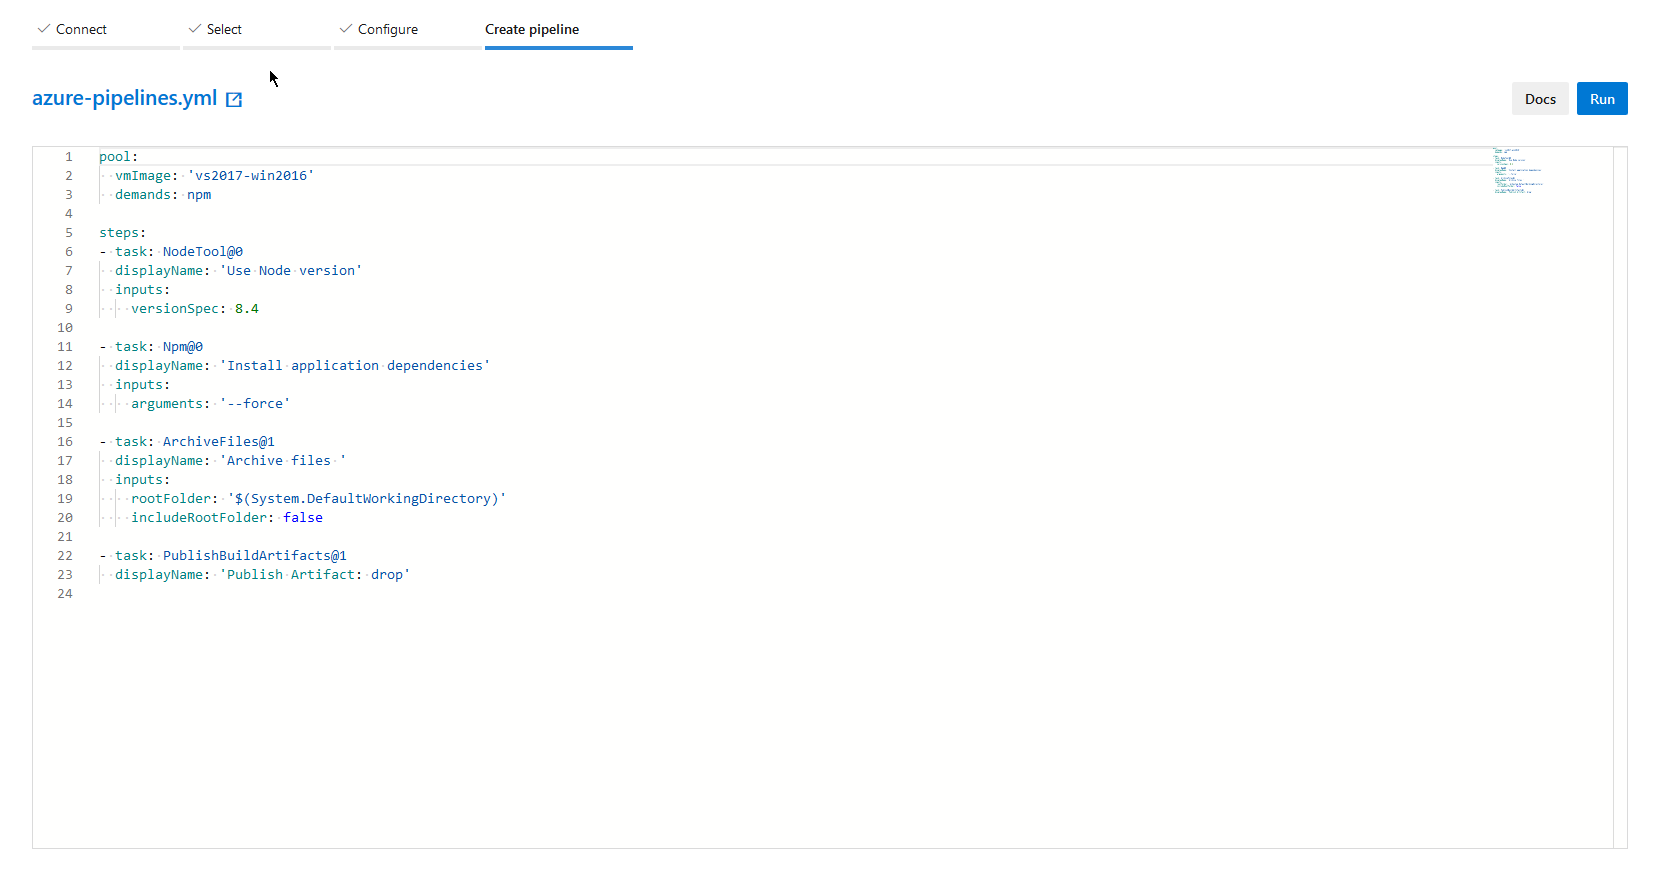 Connect Select Configure Create pipeline
azure-pipelines.yml Docs Run
1 pool:
2   vmImage: 'vs2017-win2016'
3   demands: npm
4
5 steps:
6 - task: NodeTool@0
7   displayName: 'Use Node version'
8   inputs:
9     versionSpec: 8.4
10
11 - task: Npm@0
12   displayName: 'Install application dependencies'
13   inputs:
14     arguments: '--force'
15
16 - task: ArchiveFiles@1
17   displayName: 'Archive files '
18   inputs:
19     rootFolder: '$(System.DefaultWorkingDirectory)'
20     includeRootFolder: false
21
22 - task: PublishBuildArtifacts@1
23   displayName: 'Publish Artifact: drop'
24